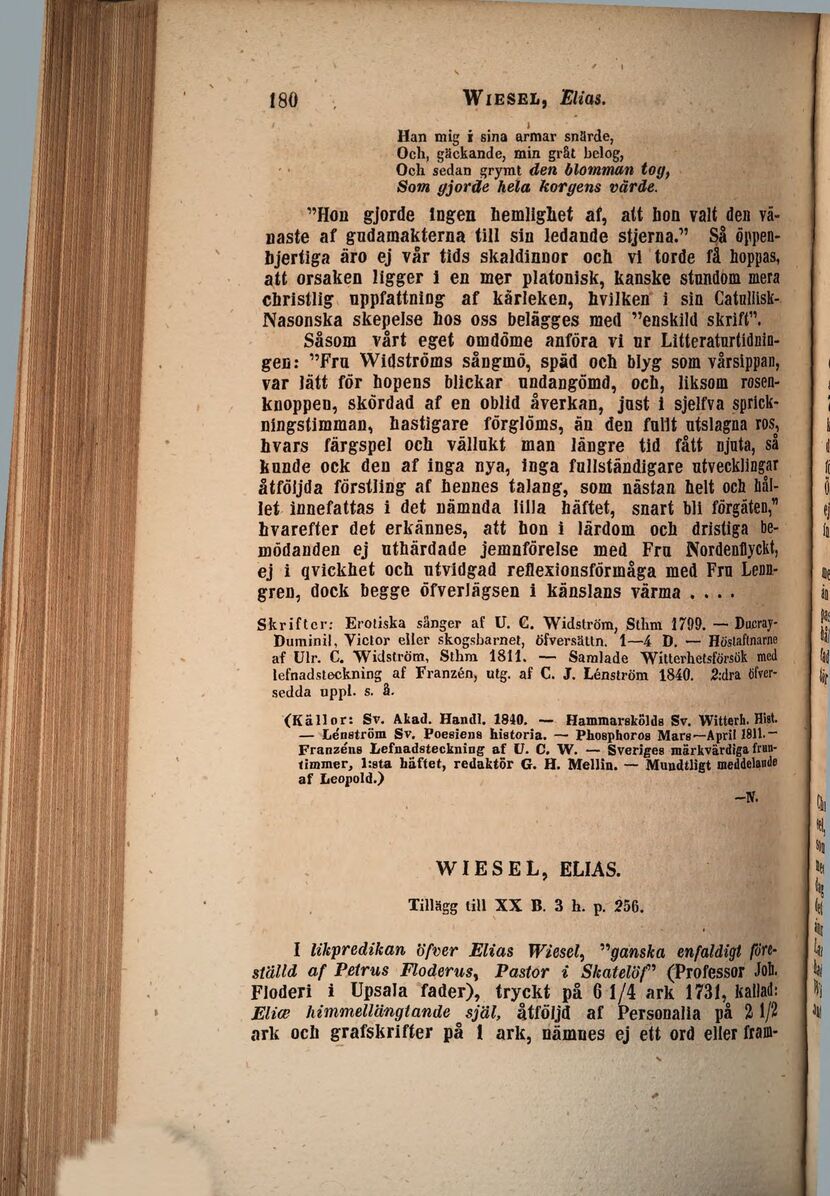 180 WIESEL, Elias.
Han mig i sina armar snärde,
Och, gäckande, min gråt belog,
Och sedan grymt den blomman tog,
Som gjorde hela korgens värde.
”Hon gjorde ingen hemlighet af, att hon valt den vä-
naste af gudamakterna till sin ledande stjerna.” Så öppen-
hjertiga äro ej vår tids skaldinnor och vi torde få hoppas,
att orsaken ligger i en mer platonisk, kanske stundom mera
christlig uppfattning af kärleken, hvilken i sin Catullisk-
Nasonska skepelse hos oss belägges med ”enskild skrift”.
Såsom vårt eget omdöme anföra vi ur Litteraturtidnin-
gen: ”Fru Widströms sångmö, späd och blyg som vårsippan,
var lätt för hopens blickar undangömd, och, liksom rosen-
knoppen, skördad af en oblid åverkan, just i sjelfva sprick-
ningstimman, hastigare förglöms, än den fullt utslagna ros,
hvars färgspel och vällukt man längre tid fått njuta, så
kunde ock den af inga nya, inga fullständigare utvecklingar
åtföljda förstling af hennes talang, som nästan helt och hål-
let innefattas i det nämnda lilla häftet, snart bli förgäten,”
hvarefter det erkännes, att hon i lärdom och dristiga be-
mödanden ej uthärdade jemnförelse med Fru Nordenflyckt,
ej i qvickhet och utvidgad reflexionsförmåga med Fru Lenn-
gren, dock begge öfverlägsen i känslans värma . . . .
Skrifter: Erotiska sånger af U. C. Widström, Sthm 1799. — Ducray-
Duminil, Victor eller skogsbarnet, öfversättn. 1—4 D. — Höstaftnarne
af Ulr. C. Widström, Sthm 1811. — Samlade Witterhetsförsök med
lefnadsteckning af Franzén, utg. af C. J. Lénström 1840. 2:dra öfver-
sedda uppl. s. å.
(Källor: Sv. Akad. Handl. 1840. — Hammarskölds Sv. Witterh. Hist.
— Lénström Sv. Poesiens historia. — Phosphoros Mars—April 1811.—
Franzéns Lefnadsteckning af U. C. W. — Sveriges märkvärdiga frun-
timmer, 1:sta häftet, redaktör G. H. Mellin. — Mundtligt meddelande
af Leopold.)
—N.
WIESEL, ELIAS.
Tillägg till XX B. 3 h. p. 256.
I likpredikan öfver Elias Wiesel, ”ganska enfaldigt före-
ställd af Petrus Floderus, Pastor i Skatelöf” (Professor Joh.
Floderi i Upsala fader), tryckt på 6 1/4 ark 1731, kallad:
Eliæ himmellängtande själ, åtföljd af Personalia på 2 1/2
ark och grafskrifter på 1 ark, nämnes ej ett ord eller fram-